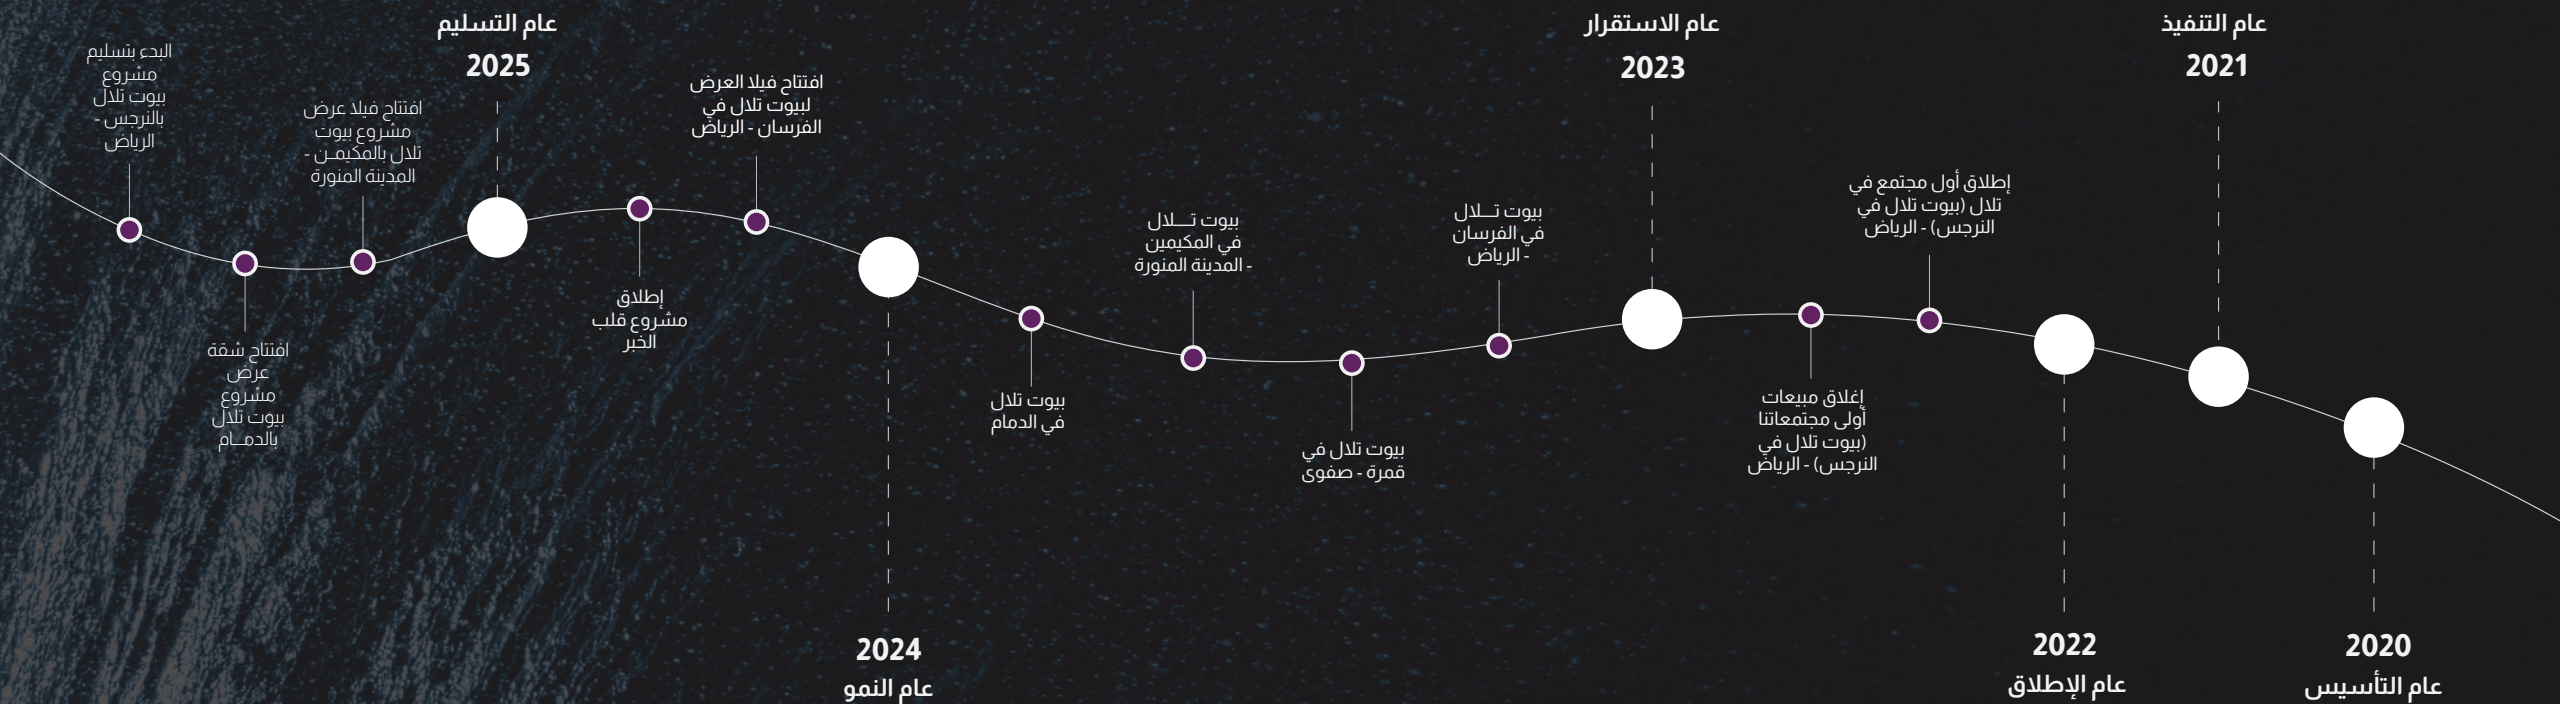 عام التأسيس
2020
عام التنفيذ
2021
2022
عام الإطلاق
إطلاق أول مجتمع في
تلال (بيوت تلال في
النرجس) - الرياض
إغلاق مبيعات
أولى مجتمعاتنا
(بيوت تلال في
النرجس) - الرياض
عام الاستقرار
2023
بيوت تـــلال
في الفرسان
- الرياض
بيوت تلال في
قمرة - صفوى
بيوت تـــلال
في المكيمين
- المدينة المنورة
بيوت تلال
في الدمام
2024
عام النمو
افتتاح فيلا العرض
لبيوت تلال في
الفرسان - الرياض
إطلاق
مشروع قلب
الخبر
عام التسليم
2025
افتتاح فيلا عرض
مشروع بيوت
تلال بالمكيمــن -
المدينة المنورة
افتتاح شقة
عرض
مشروع
بيوت تلال
بالدمــام
البدء بتسليم
مشروع
بيوت تلال
بالنرجس -
الرياض